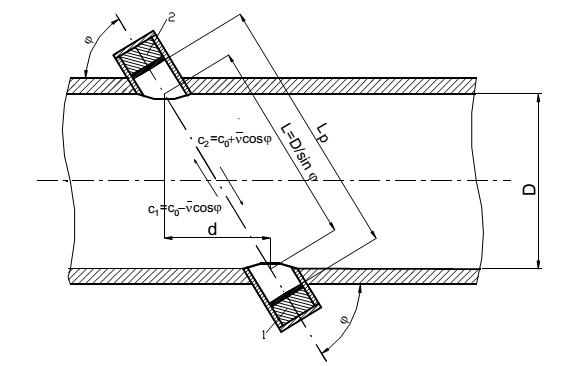 2
φ
L=D/sin φ
Lp
c₂=c₀+v̄cosφ
c₁=c₀−v̄cosφ
d
D
1
φ